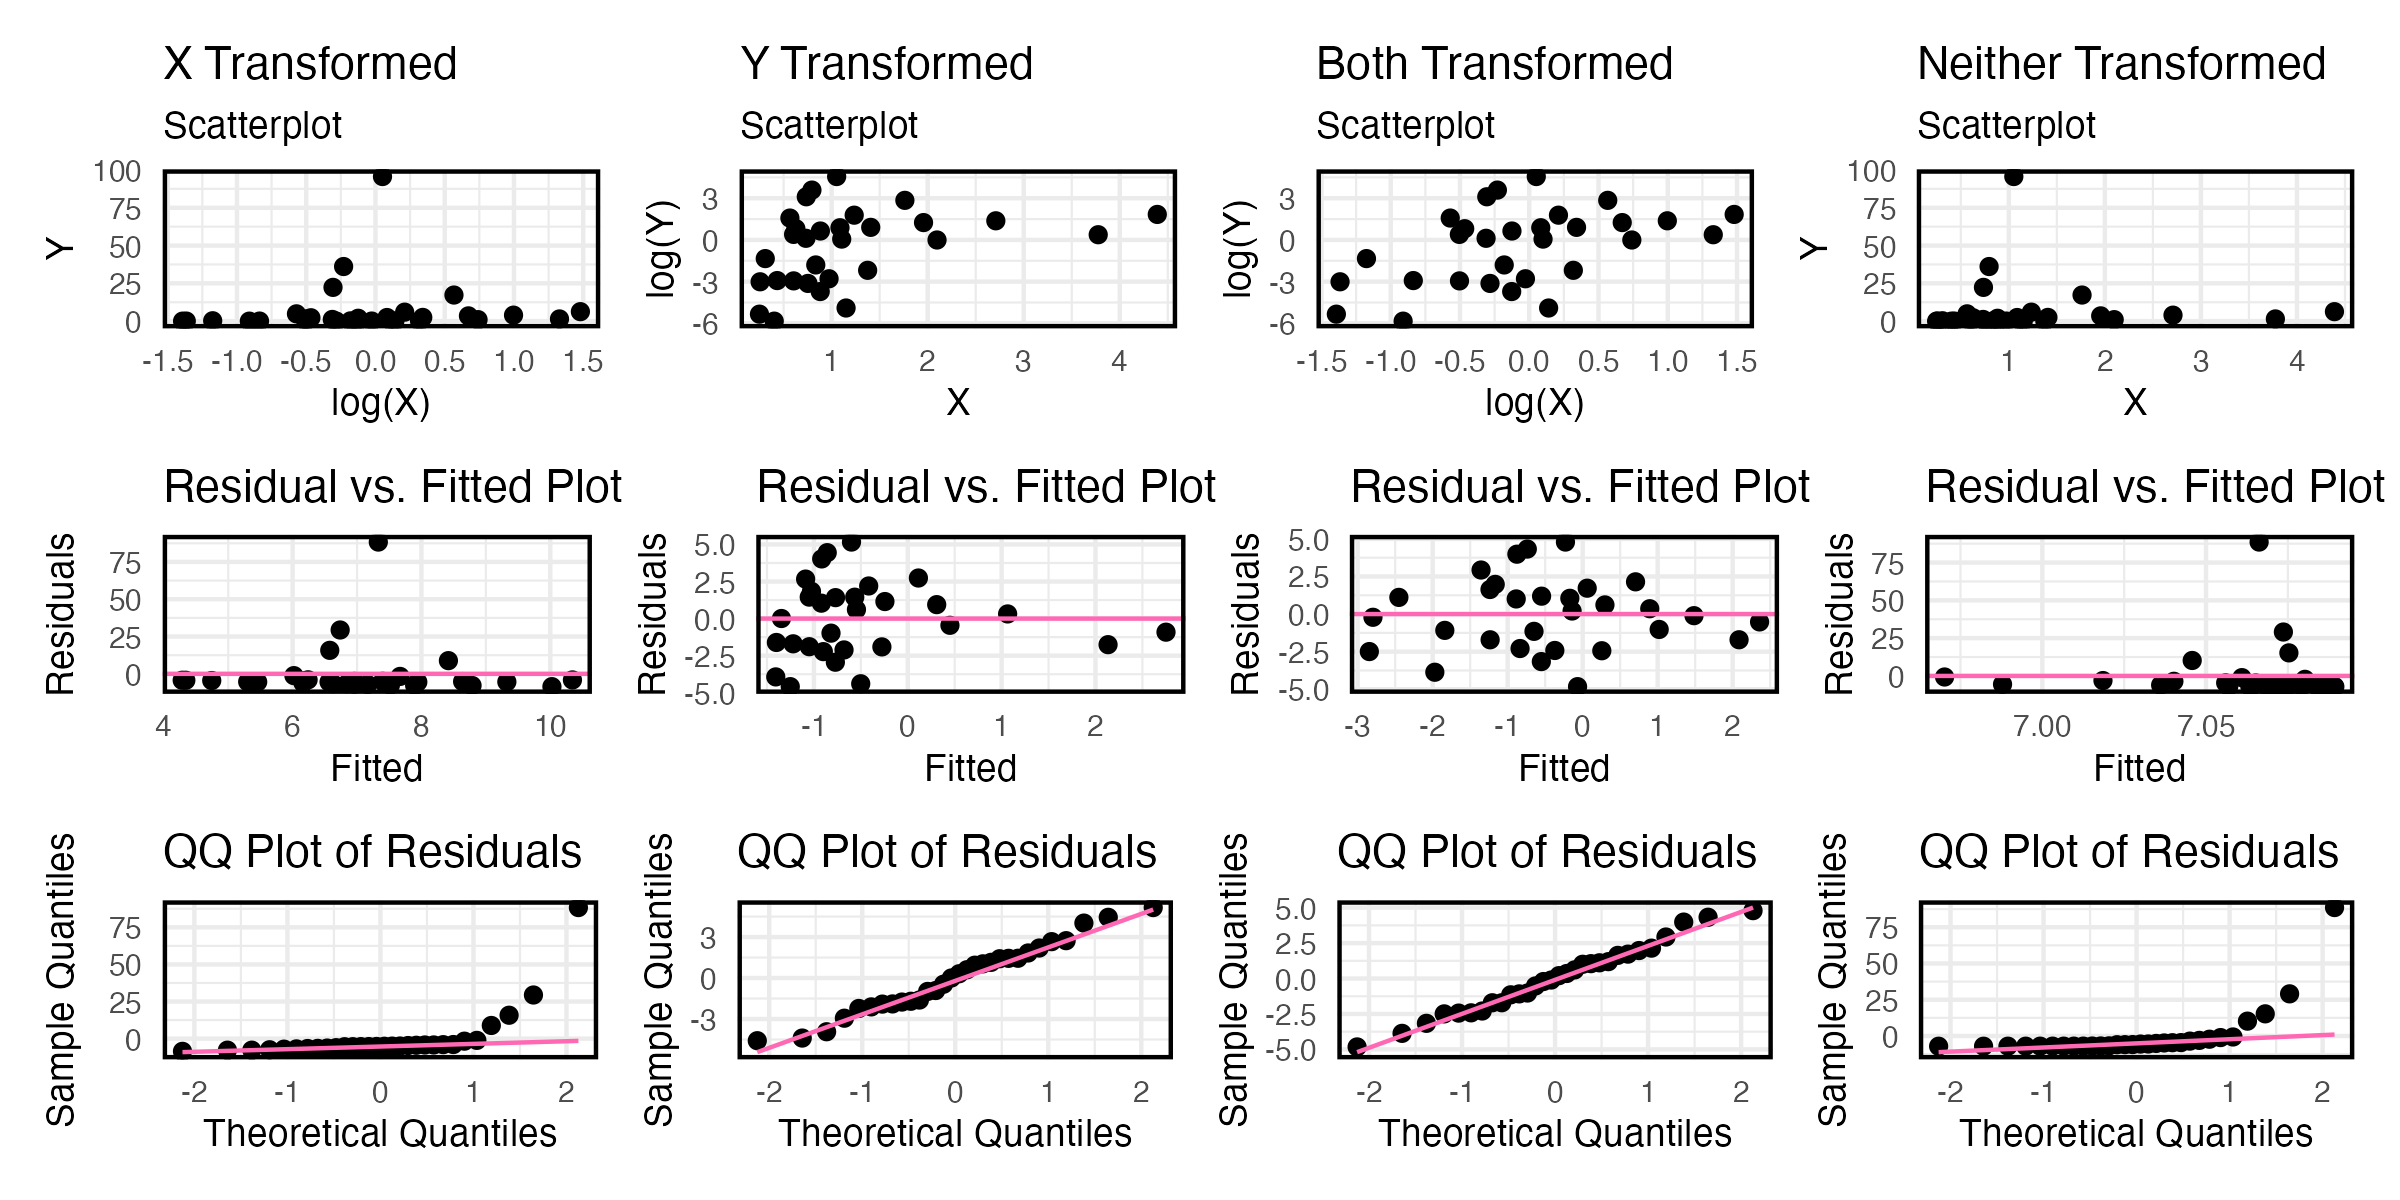 X Transformed
Y Transformed
Both Transformed
Neither Transformed
Scatterplot
Scatterplot
Scatterplot
Scatterplot
Y
100
75
50
25
0
-1.5 -1.0 -0.5 0.0 0.5 1.0 1.5
log(X)
log(Y)
3
0
-3
-6
1 2 3 4
X
log(Y)
3
0
-3
-6
-1.5 -1.0 -0.5 0.0 0.5 1.0 1.5
log(X)
Y
100
75
50
25
0
1 2 3 4
X
Residual vs. Fitted Plot
Residual vs. Fitted Plot
Residual vs. Fitted Plot
Residual vs. Fitted Plot
Residuals
75
50
25
0
4 6 8 10
Fitted
Residuals
5.0
2.5
0.0
-2.5
-5.0
-1 0 1 2
Fitted
Residuals
5.0
2.5
0.0
-2.5
-5.0
-3 -2 -1 0 1 2
Fitted
Residuals
75
50
25
0
7.00 7.05
Fitted
QQ Plot of Residuals
QQ Plot of Residuals
QQ Plot of Residuals
QQ Plot of Residuals
Sample Quantiles
75
50
25
0
-2 -1 0 1 2
Theoretical Quantiles
Sample Quantiles
3
0
-3
-2 -1 0 1 2
Theoretical Quantiles
Sample Quantiles
5.0
2.5
0.0
-2.5
-5.0
-2 -1 0 1 2
Theoretical Quantiles
Sample Quantiles
75
50
25
0
-2 -1 0 1 2
Theoretical Quantiles